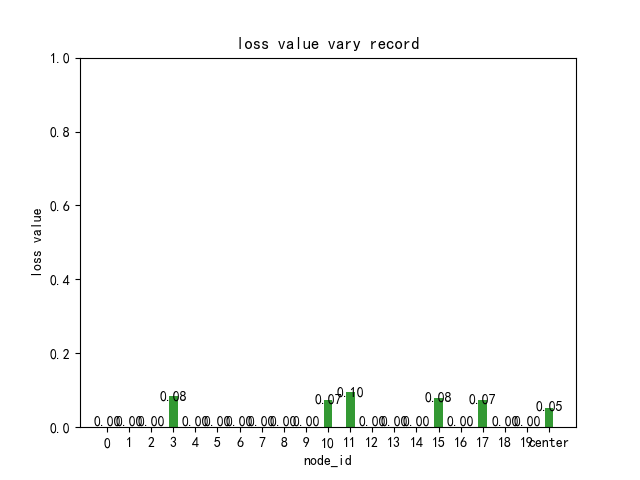 loss value vary record
1.0
0.8
0.6
0.4
0.2
0.0
loss value
0.00 0.00 0.00 0.08 0.00 0.00 0.00 0.00 0.00 0.00 0.07 0.10 0.00 0.00 0.00 0.08 0.00 0.07 0.00 0.00 0.05
0 1 2 3 4 5 6 7 8 9 10 11 12 13 14 15 16 17 18 19 center
node_id